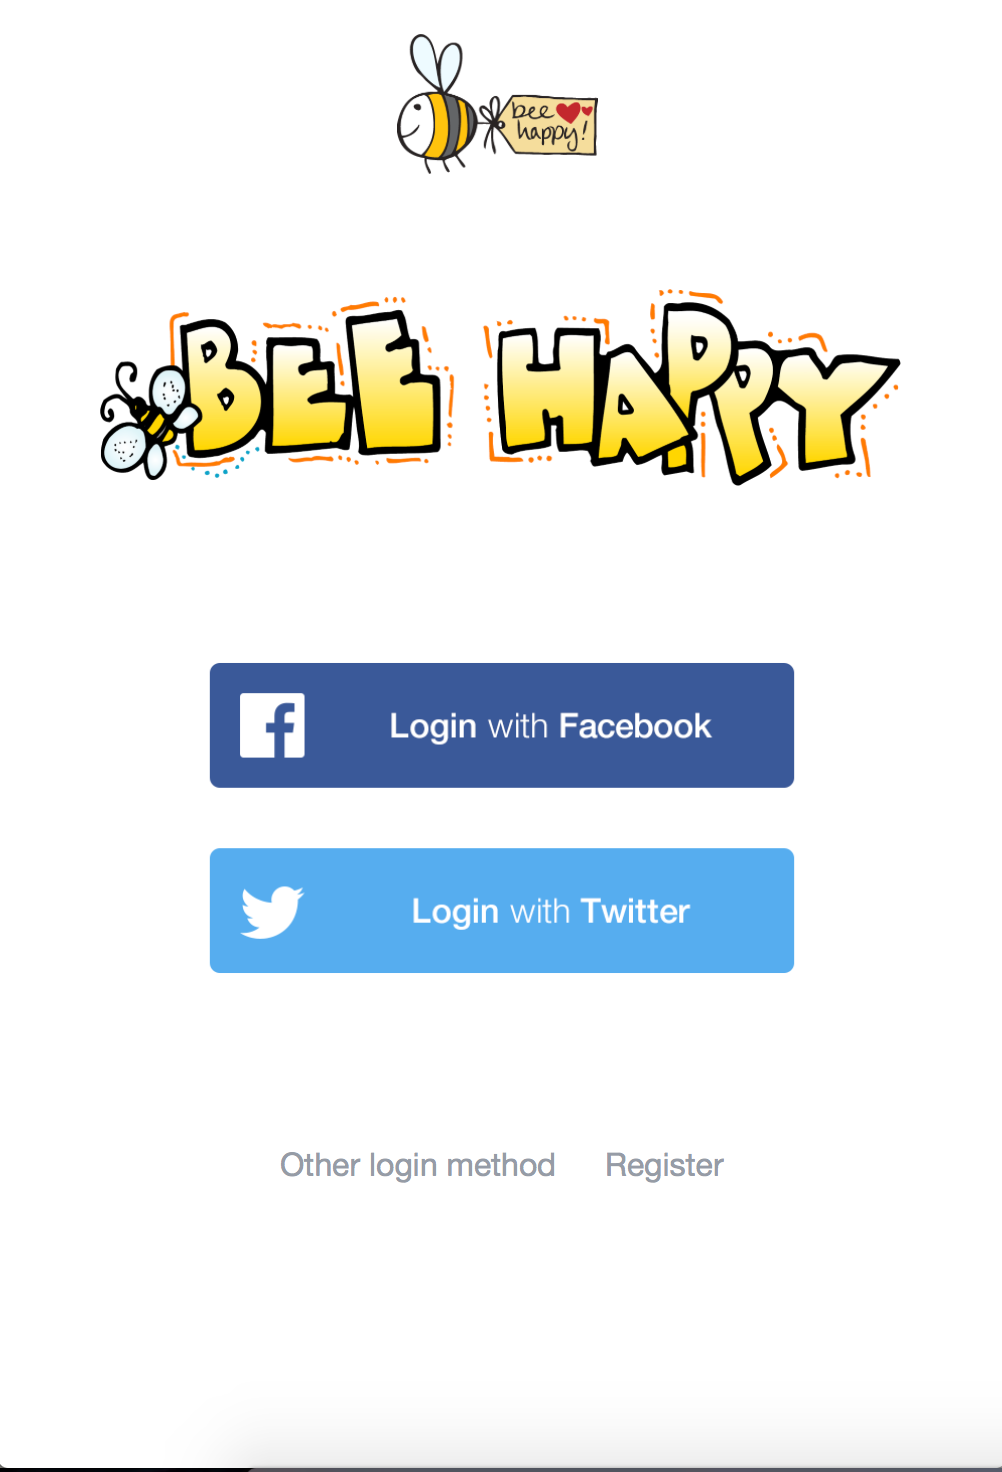 bee
happy!
BEE HAPPY
Login with Facebook
Login with Twitter
Other login method Register